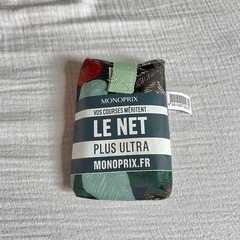 MONOPRIX
VOS COURSES MÉRITENT
LE NET
PLUS ULTRA
MONOPRIX.FR